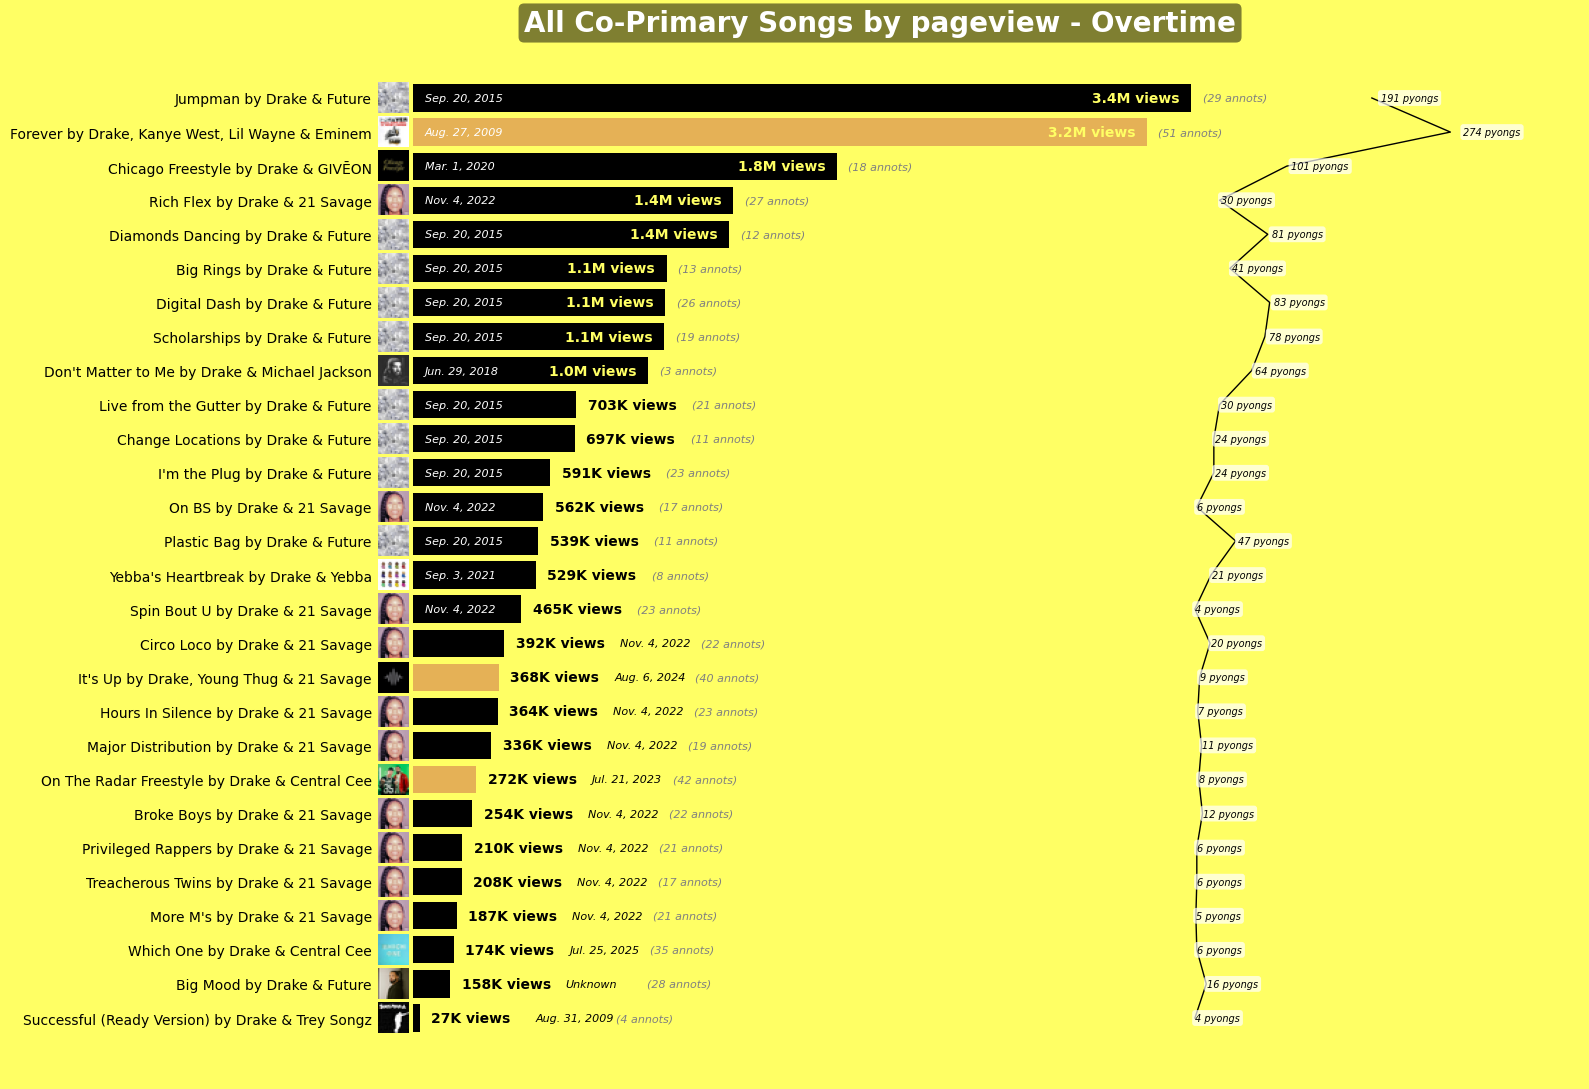 All Co-Primary Songs by pageview - Overtime
Jumpman by Drake & Future Sep. 20, 2015 3.4M views (29 annots) 191 pyongs
Forever by Drake, Kanye West, Lil Wayne & Eminem Aug. 27, 2009 3.2M views (51 annots) 274 pyongs
Chicago Freestyle by Drake & GIVĒON Mar. 1, 2020 1.8M views (18 annots) 101 pyongs
Rich Flex by Drake & 21 Savage Nov. 4, 2022 1.4M views (27 annots) 30 pyongs
Diamonds Dancing by Drake & Future Sep. 20, 2015 1.4M views (12 annots) 81 pyongs
Big Rings by Drake & Future Sep. 20, 2015 1.1M views (13 annots) 41 pyongs
Digital Dash by Drake & Future Sep. 20, 2015 1.1M views (26 annots) 83 pyongs
Scholarships by Drake & Future Sep. 20, 2015 1.1M views (19 annots) 78 pyongs
Don't Matter to Me by Drake & Michael Jackson Jun. 29, 2018 1.0M views (3 annots) 64 pyongs
Live from the Gutter by Drake & Future Sep. 20, 2015 703K views (21 annots) 30 pyongs
Change Locations by Drake & Future Sep. 20, 2015 697K views (11 annots) 24 pyongs
I'm the Plug by Drake & Future Sep. 20, 2015 591K views (23 annots) 24 pyongs
On BS by Drake & 21 Savage Nov. 4, 2022 562K views (17 annots) 6 pyongs
Plastic Bag by Drake & Future Sep. 20, 2015 539K views (11 annots) 47 pyongs
Yebba's Heartbreak by Drake & Yebba Sep. 3, 2021 529K views (8 annots) 21 pyongs
Spin Bout U by Drake & 21 Savage Nov. 4, 2022 465K views (23 annots) 4 pyongs
Circo Loco by Drake & 21 Savage 392K views Nov. 4, 2022 (22 annots) 20 pyongs
It's Up by Drake, Young Thug & 21 Savage 368K views Aug. 6, 2024 (40 annots) 9 pyongs
Hours In Silence by Drake & 21 Savage 364K views Nov. 4, 2022 (23 annots) 7 pyongs
Major Distribution by Drake & 21 Savage 336K views Nov. 4, 2022 (19 annots) 11 pyongs
On The Radar Freestyle by Drake & Central Cee 272K views Jul. 21, 2023 (42 annots) 8 pyongs
Broke Boys by Drake & 21 Savage 254K views Nov. 4, 2022 (22 annots) 12 pyongs
Privileged Rappers by Drake & 21 Savage 210K views Nov. 4, 2022 (21 annots) 6 pyongs
Treacherous Twins by Drake & 21 Savage 208K views Nov. 4, 2022 (17 annots) 6 pyongs
More M's by Drake & 21 Savage 187K views Nov. 4, 2022 (21 annots) 5 pyongs
Which One by Drake & Central Cee 174K views Jul. 25, 2025 (35 annots) 6 pyongs
Big Mood by Drake & Future 158K views Unknown (28 annots) 16 pyongs
Successful (Ready Version) by Drake & Trey Songz 27K views Aug. 31, 2009 (4 annots) 4 pyongs